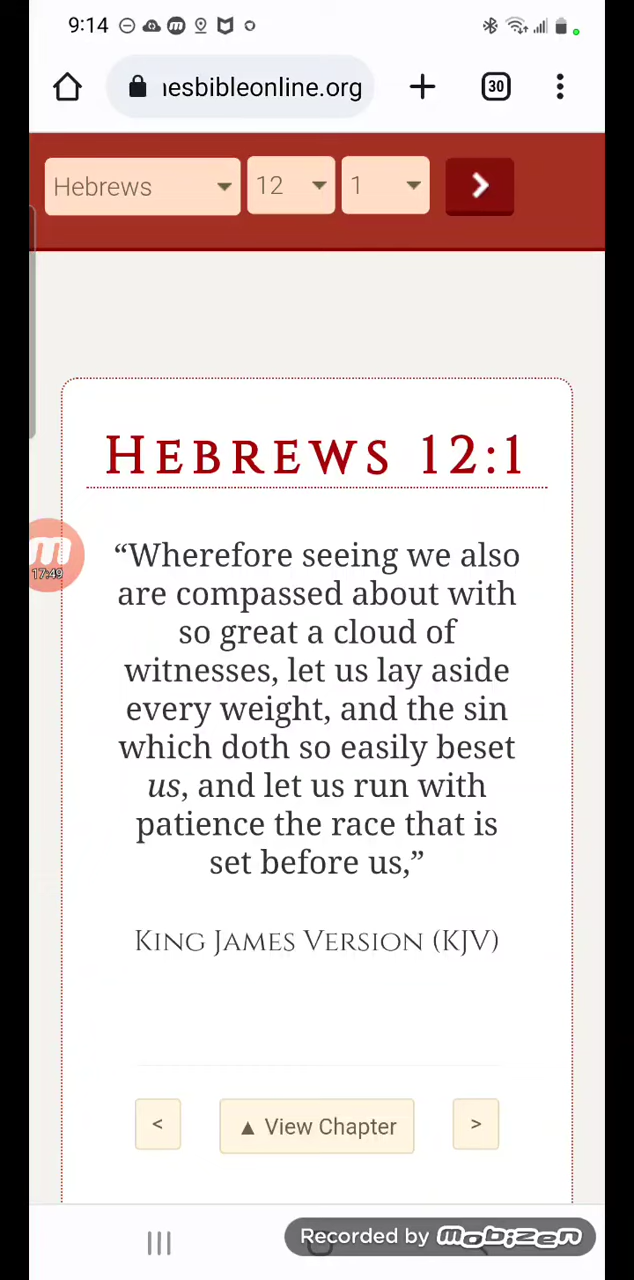 9:14
nesbibleonline.org
30
Hebrews 12 1
HEBREWS 12:1
17:49
“Wherefore seeing we also
are compassed about with
so great a cloud of
witnesses, let us lay aside
every weight, and the sin
which doth so easily beset
us, and let us run with
patience the race that is
set before us,”
KING JAMES VERSION (KJV)
< ▲ View Chapter >
Recorded by mobizen